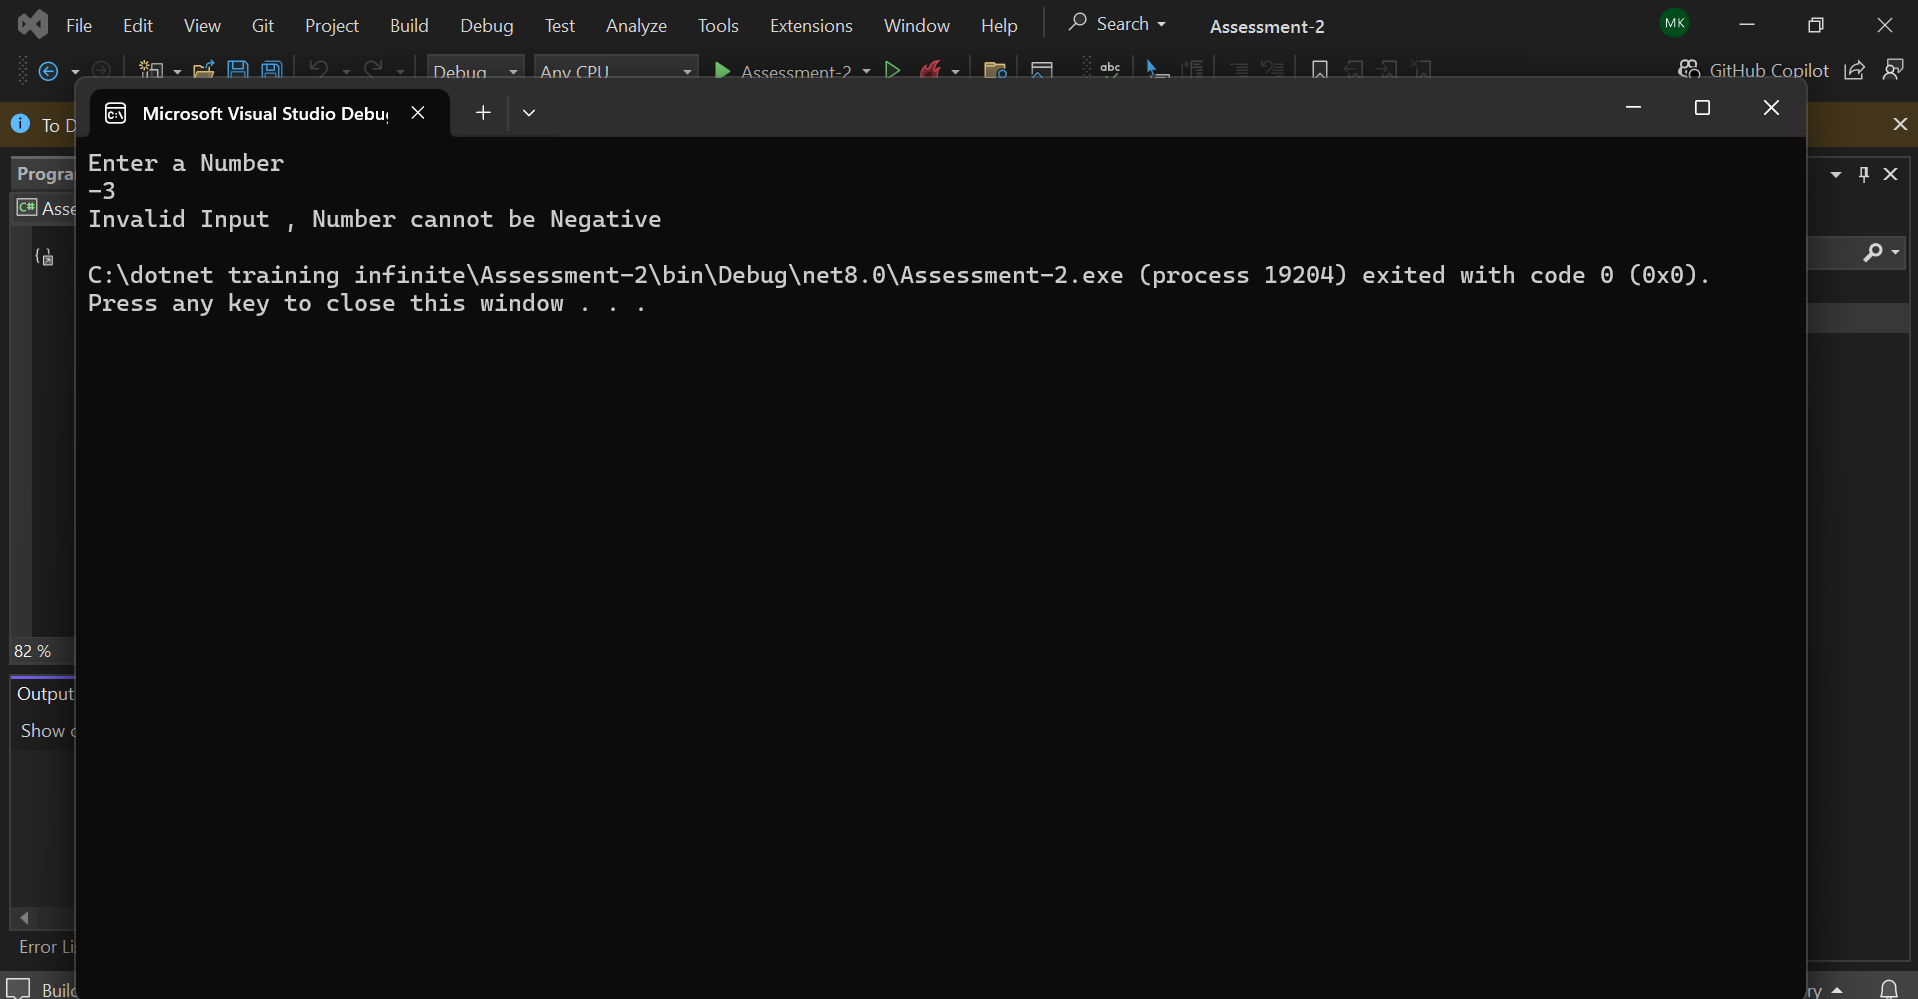 File Edit View Git Project Build Debug Test Analyze Tools Extensions Window Help Search Assessment-2 MK
Debug Any CPU Assessment-2 abc GitHub Copilot
Microsoft Visual Studio Debu
To D
Enter a Number
-3
Invalid Input , Number cannot be Negative
C:\dotnet training infinite\Assessment-2\bin\Debug\net8.0\Assessment-2.exe (process 19204) exited with code 0 (0x0).
Press any key to close this window . . .
Progra
C# Asse
82 %
Output
Show
Error Li
Build
ry